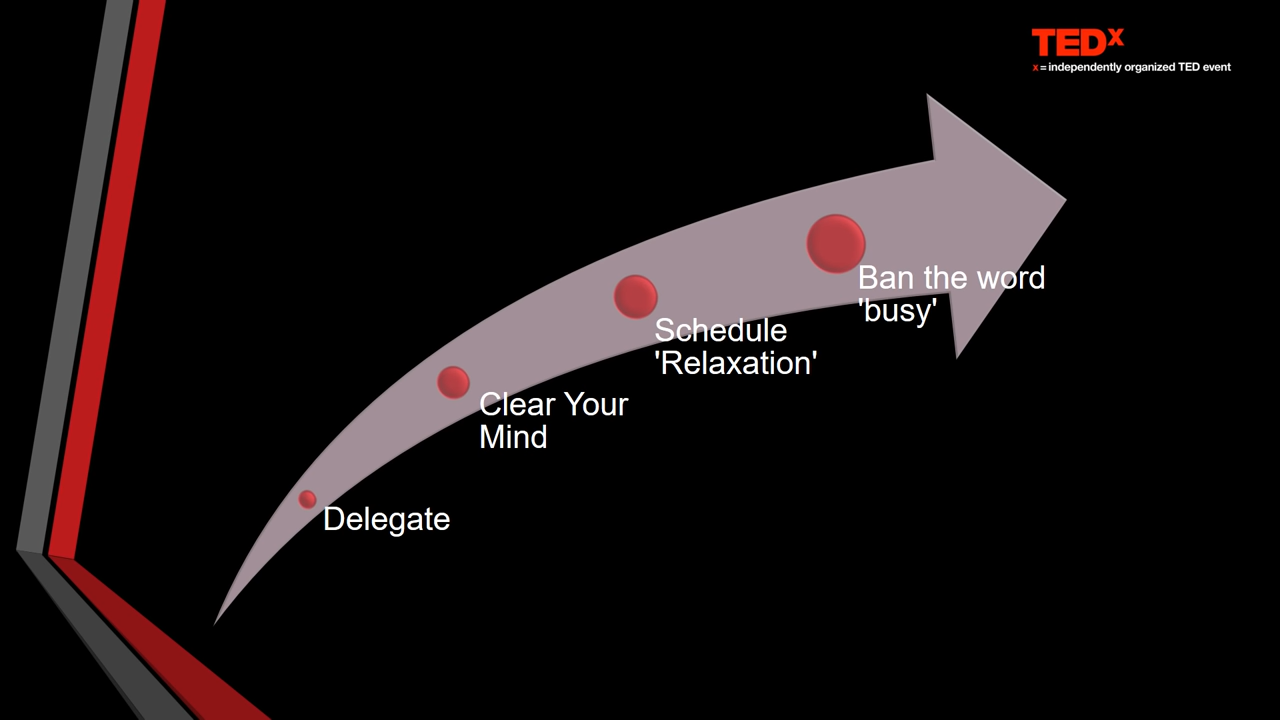 TEDx
x = independently organized TED event
Ban the word
'busy'
Schedule
'Relaxation'
Clear Your
Mind
Delegate